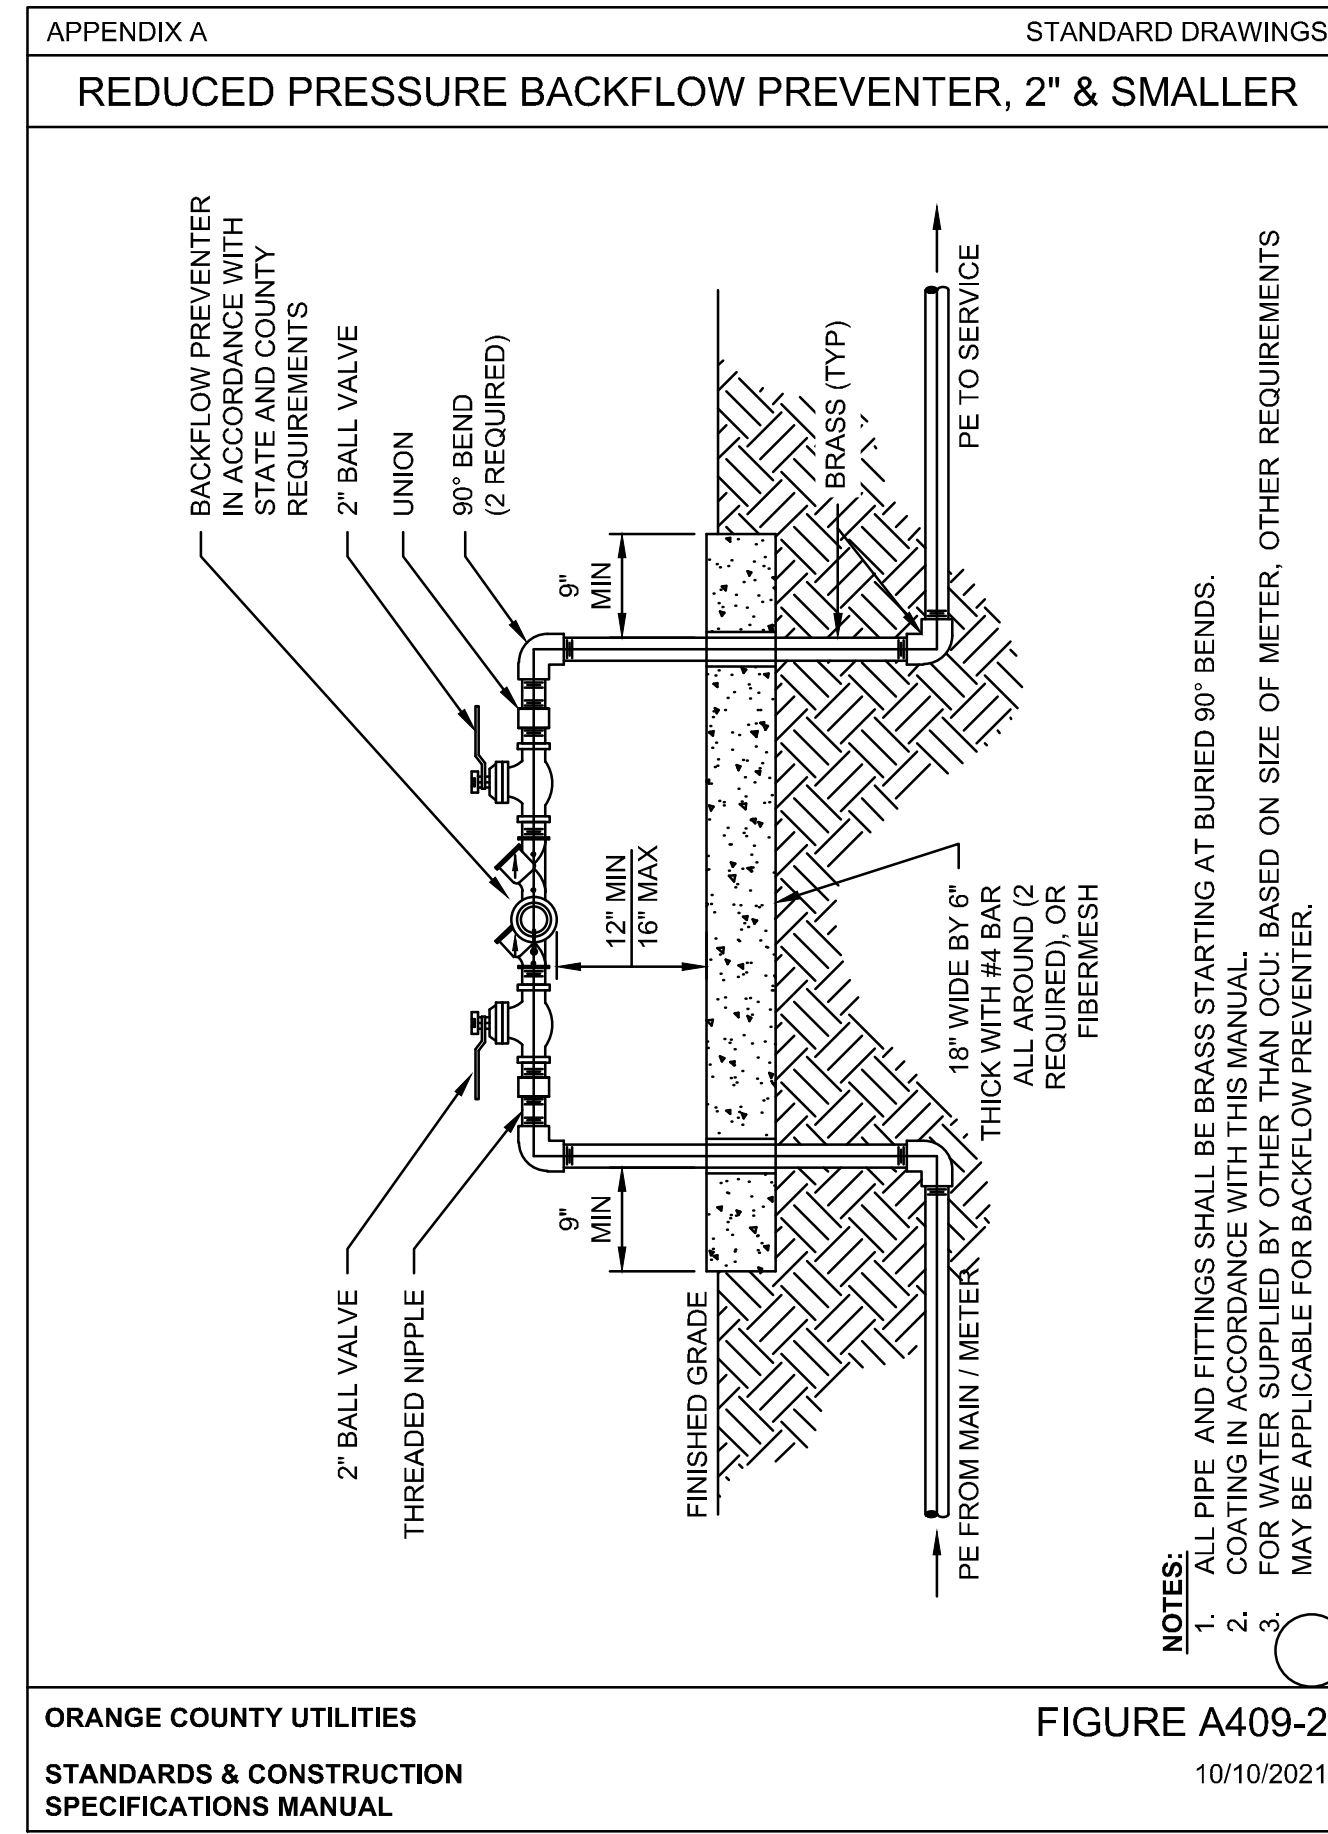 APPENDIX A
STANDARD DRAWINGS
REDUCED PRESSURE BACKFLOW PREVENTER, 2" & SMALLER
BACKFLOW PREVENTER
IN ACCORDANCE WITH
STATE AND COUNTY
REQUIREMENTS
2" BALL VALVE
UNION
90° BEND
(2 REQUIRED)
2" BALL VALVE
THREADED NIPPLE
9"
MIN
9"
MIN
12" MIN
16" MAX
FINISHED GRADE
BRASS (TYP)
PE TO SERVICE
PE FROM MAIN / METER
18" WIDE BY 6"
THICK WITH #4 BAR
ALL AROUND (2
REQUIRED), OR
FIBERMESH
NOTES:
1. ALL PIPE AND FITTINGS SHALL BE BRASS STARTING AT BURIED 90° BENDS.
2. COATING IN ACCORDANCE WITH THIS MANUAL.
3. FOR WATER SUPPLIED BY OTHER THAN OCU: BASED ON SIZE OF METER, OTHER REQUIREMENTS
MAY BE APPLICABLE FOR BACKFLOW PREVENTER.
ORANGE COUNTY UTILITIES
STANDARDS & CONSTRUCTION
SPECIFICATIONS MANUAL
FIGURE A409-2
10/10/2021